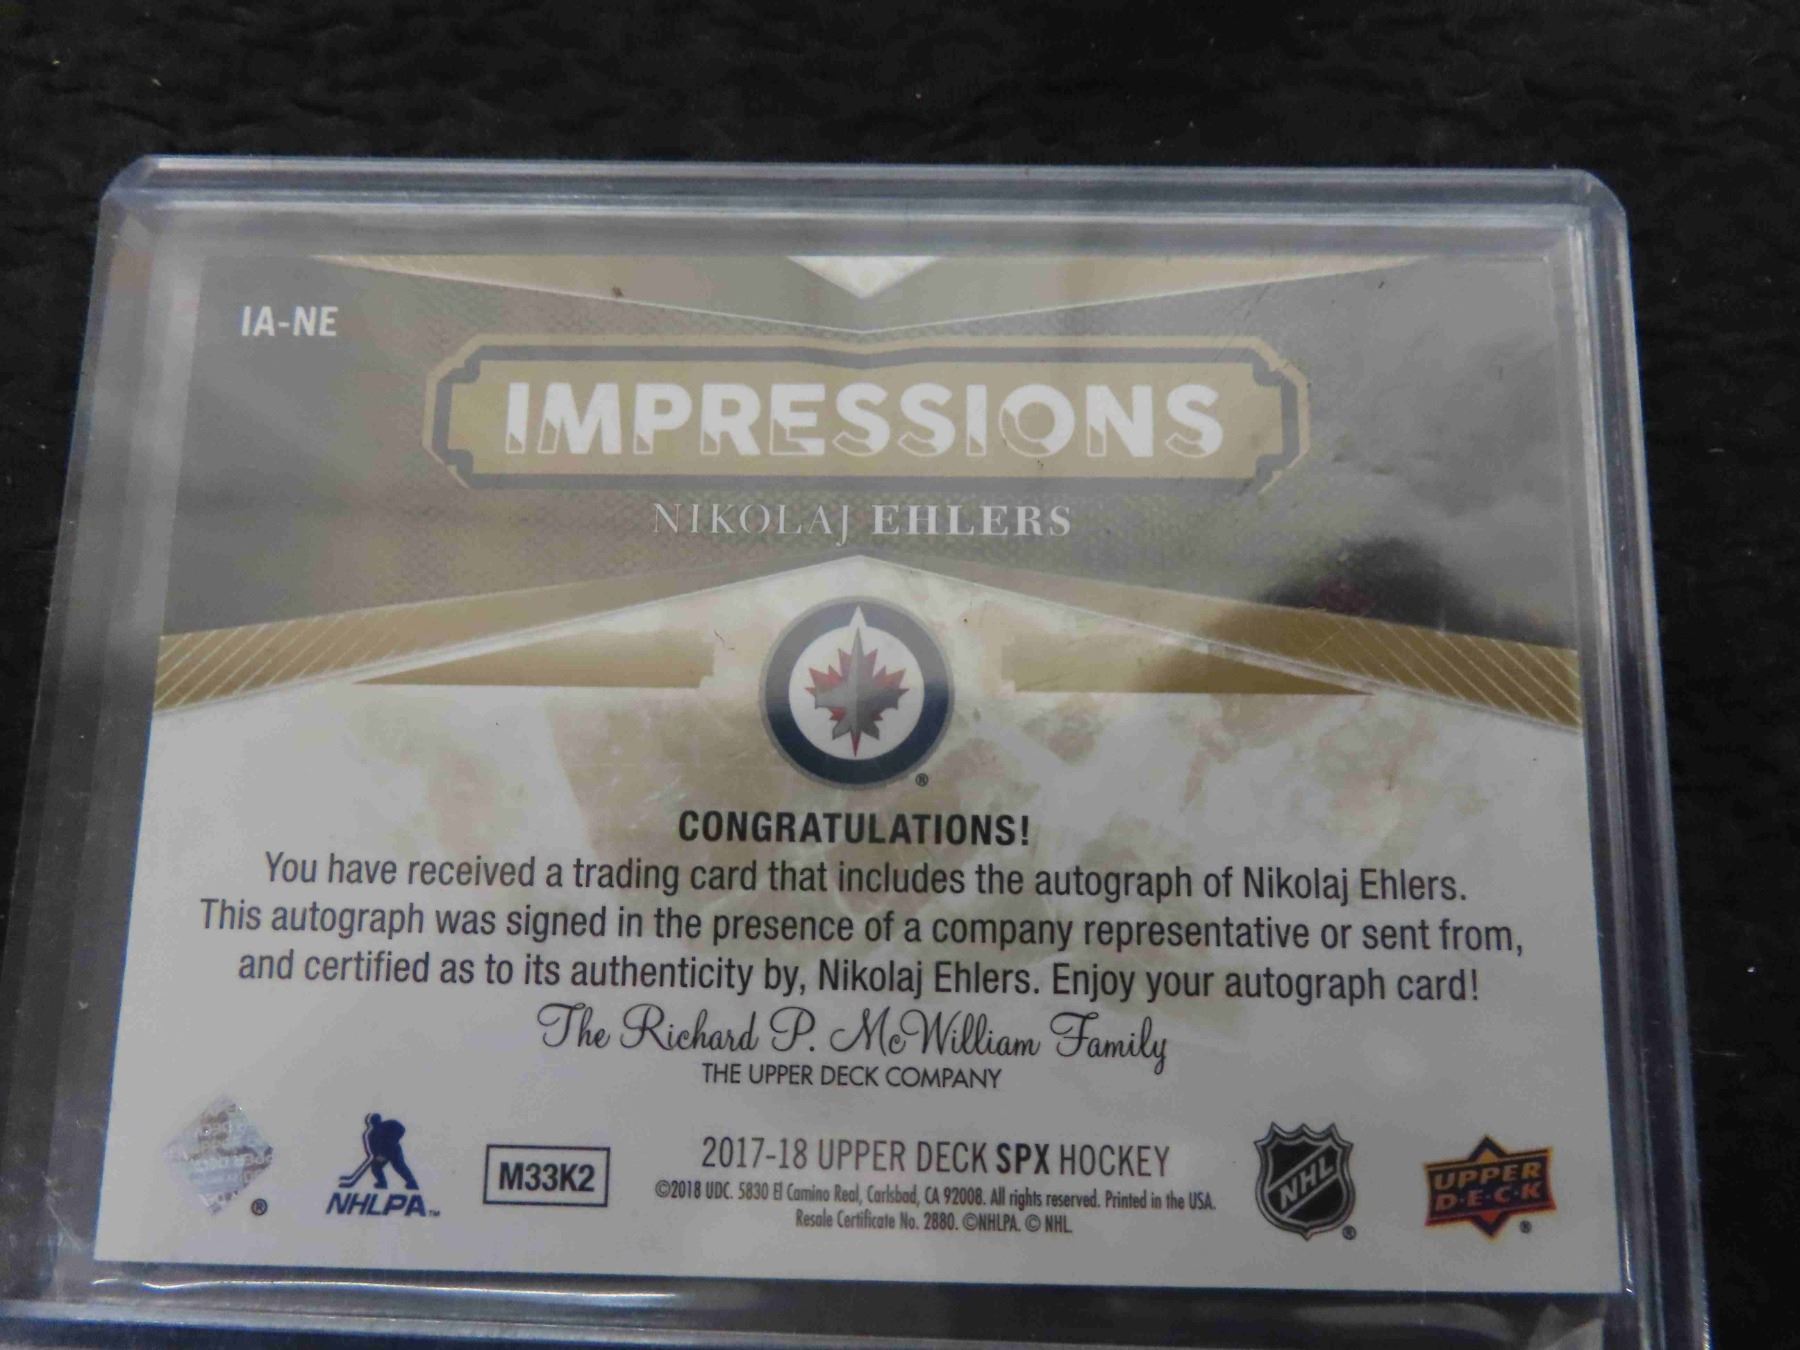 IA-NE
IMPRESSIONS
NIKOLAJ EHLERS
®
CONGRATULATIONS!
You have received a trading card that includes the autograph of Nikolaj Ehlers.
This autograph was signed in the presence of a company representative or sent from,
and certified as to its authenticity by, Nikolaj Ehlers. Enjoy your autograph card!
The Richard P. McWilliam Family
THE UPPER DECK COMPANY
®
NHLPA™
M33K2
2017-18 UPPER DECK SPX HOCKEY
©2018 UDC. 5830 El Camino Real, Carlsbad, CA 92008. All rights reserved. Printed in the USA.
Resale Certificate No. 2880. ©NHLPA. © NHL.
NHL ®
UPPER
D·E·C·K ®